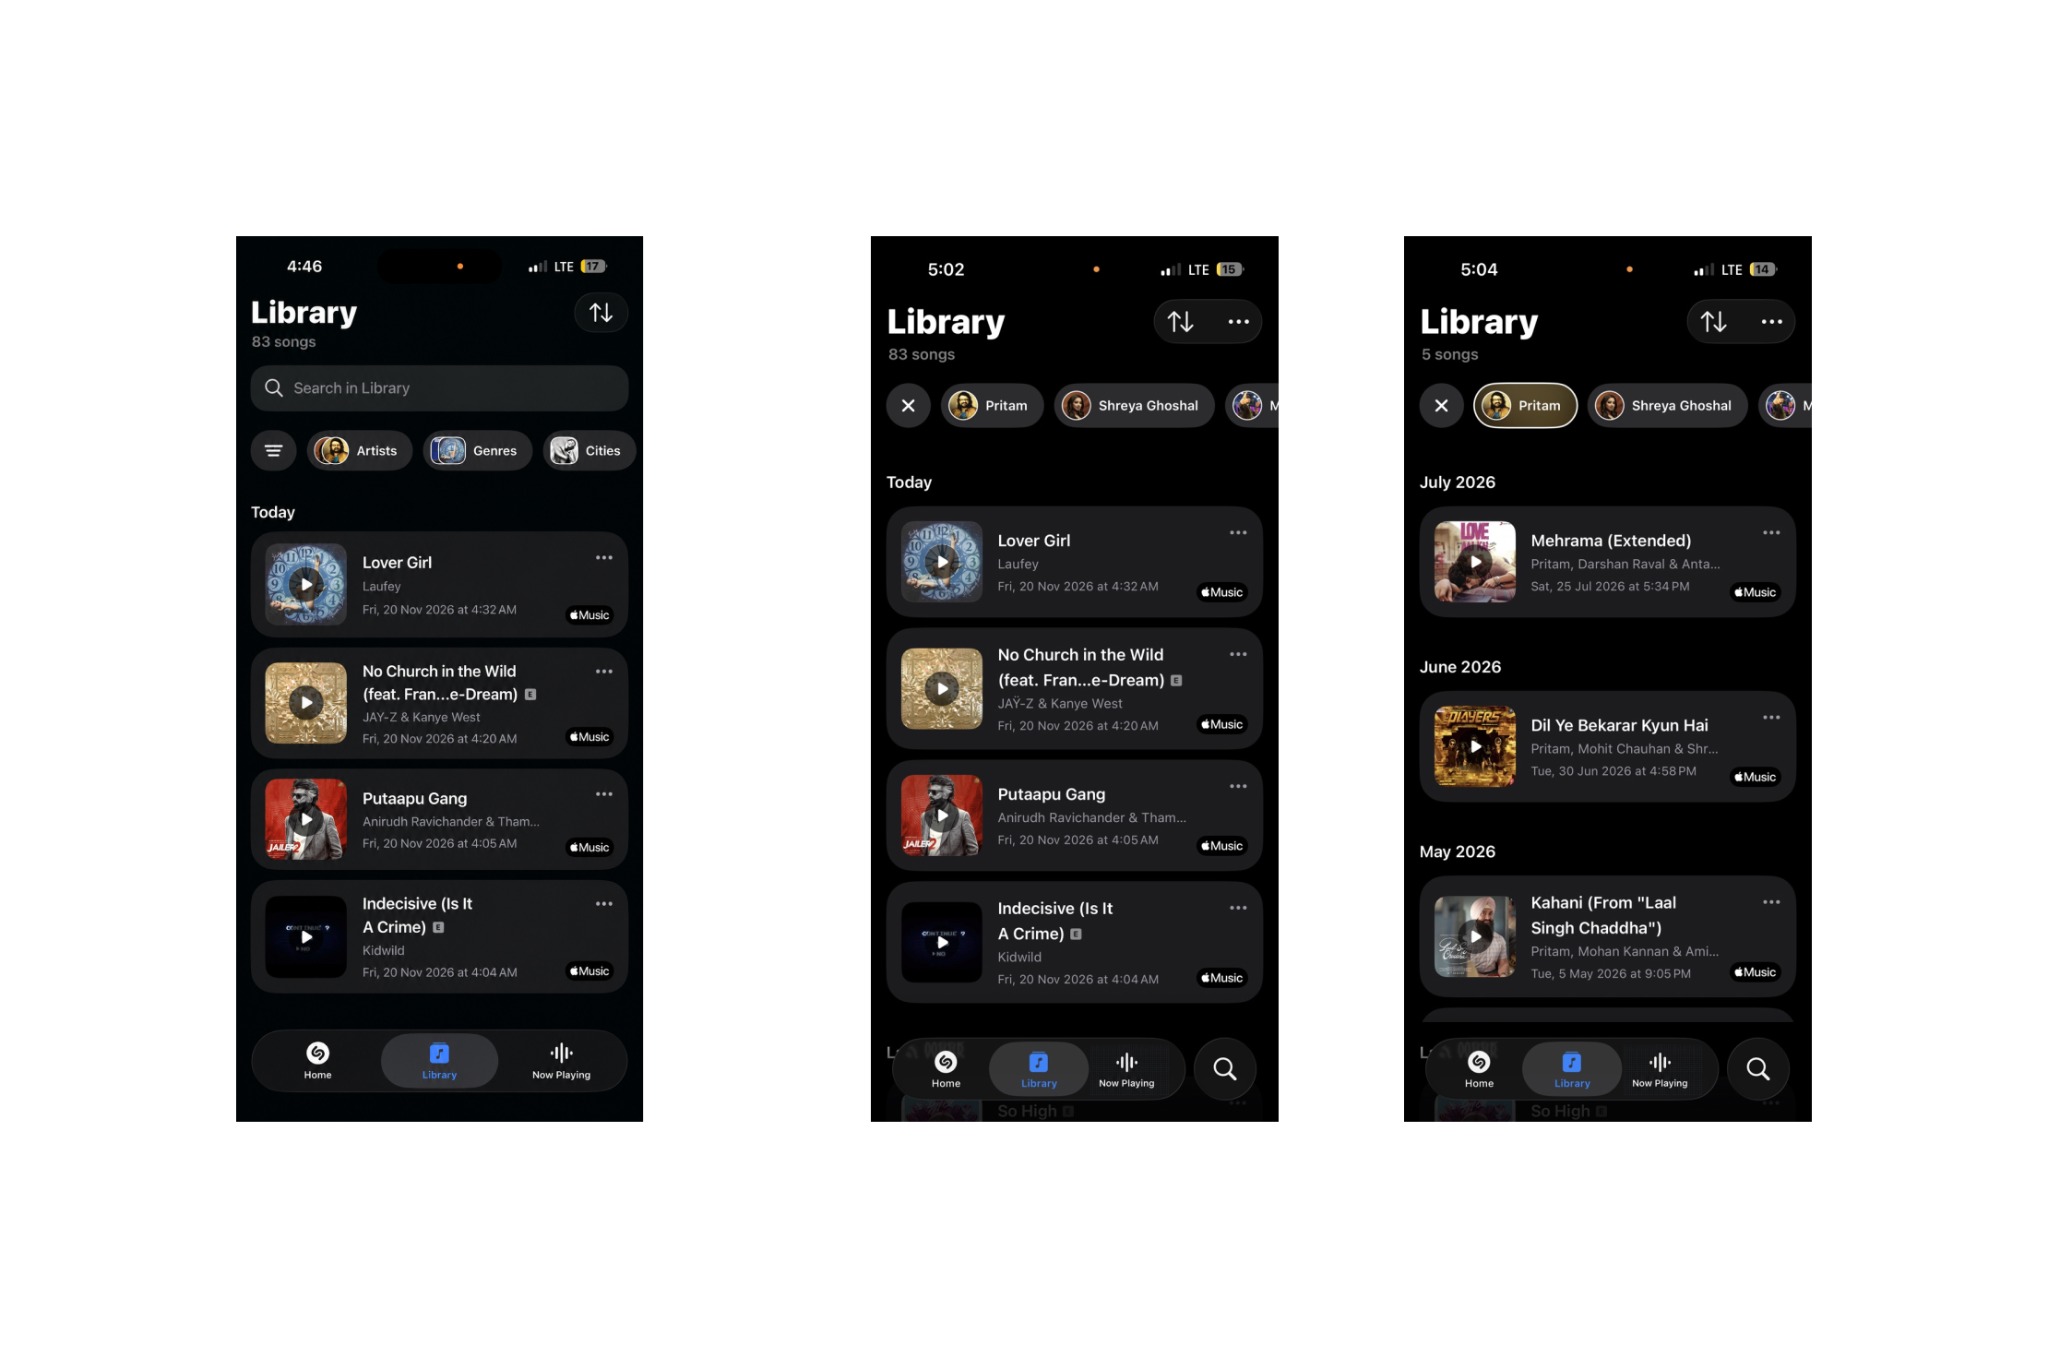 4:46
LTE 17
Library
83 songs
Search in Library
Artists
Genres
Cities
Today
Lover Girl
Laufey
Fri, 20 Nov 2026 at 4:32 AM
Music
No Church in the Wild
(feat. Fran...e-Dream) E
JAY-Z & Kanye West
Fri, 20 Nov 2026 at 4:20 AM
Music
Putaapu Gang
Anirudh Ravichander & Tham...
Fri, 20 Nov 2026 at 4:05 AM
Music
JAILER2
Indecisive (Is It
A Crime) E
Kidwild
Fri, 20 Nov 2026 at 4:04 AM
Music
Home
Library
Now Playing
5:02
LTE 15
Library
83 songs
Pritam
Shreya Ghoshal
M
Today
Lover Girl
Laufey
Fri, 20 Nov 2026 at 4:32 AM
Music
No Church in the Wild
(feat. Fran...e-Dream) E
JAŸ-Z & Kanye West
Fri, 20 Nov 2026 at 4:20 AM
Music
Putaapu Gang
Anirudh Ravichander & Tham...
Fri, 20 Nov 2026 at 4:05 AM
Music
JAILER2
Indecisive (Is It
A Crime) E
Kidwild
Fri, 20 Nov 2026 at 4:04 AM
Music
Home
Library
Now Playing
So High E
5:04
LTE 14
Library
5 songs
Pritam
Shreya Ghoshal
M
July 2026
LOVE
Mehrama (Extended)
Pritam, Darshan Raval & Anta...
Sat, 25 Jul 2026 at 5:34 PM
Music
June 2026
PLAYERS
Dil Ye Bekarar Kyun Hai
Pritam, Mohit Chauhan & Shr...
Tue, 30 Jun 2026 at 4:58 PM
Music
May 2026
Kahani (From "Laal
Singh Chaddha")
Pritam, Mohan Kannan & Ami...
Tue, 5 May 2026 at 9:05 PM
Music
Home
Library
Now Playing
So High E